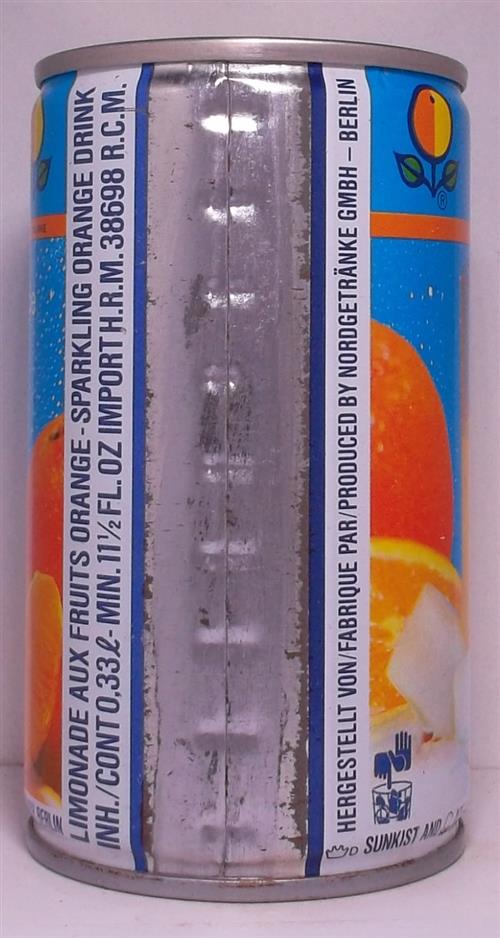 LIMONADE AUX FRUITS ORANGE - SPARKLING ORANGE DRINK
INH./CONT 0,33ℓ - MIN. 11½ FL. OZ IMPORT H.R.M. 38698 R.C.M.
BERLIN
HERGESTELLT VON/FABRIQUE PAR/PRODUCED BY NORDGETRÄNKE GMBH – BERLIN
D SUNKIST AND
®